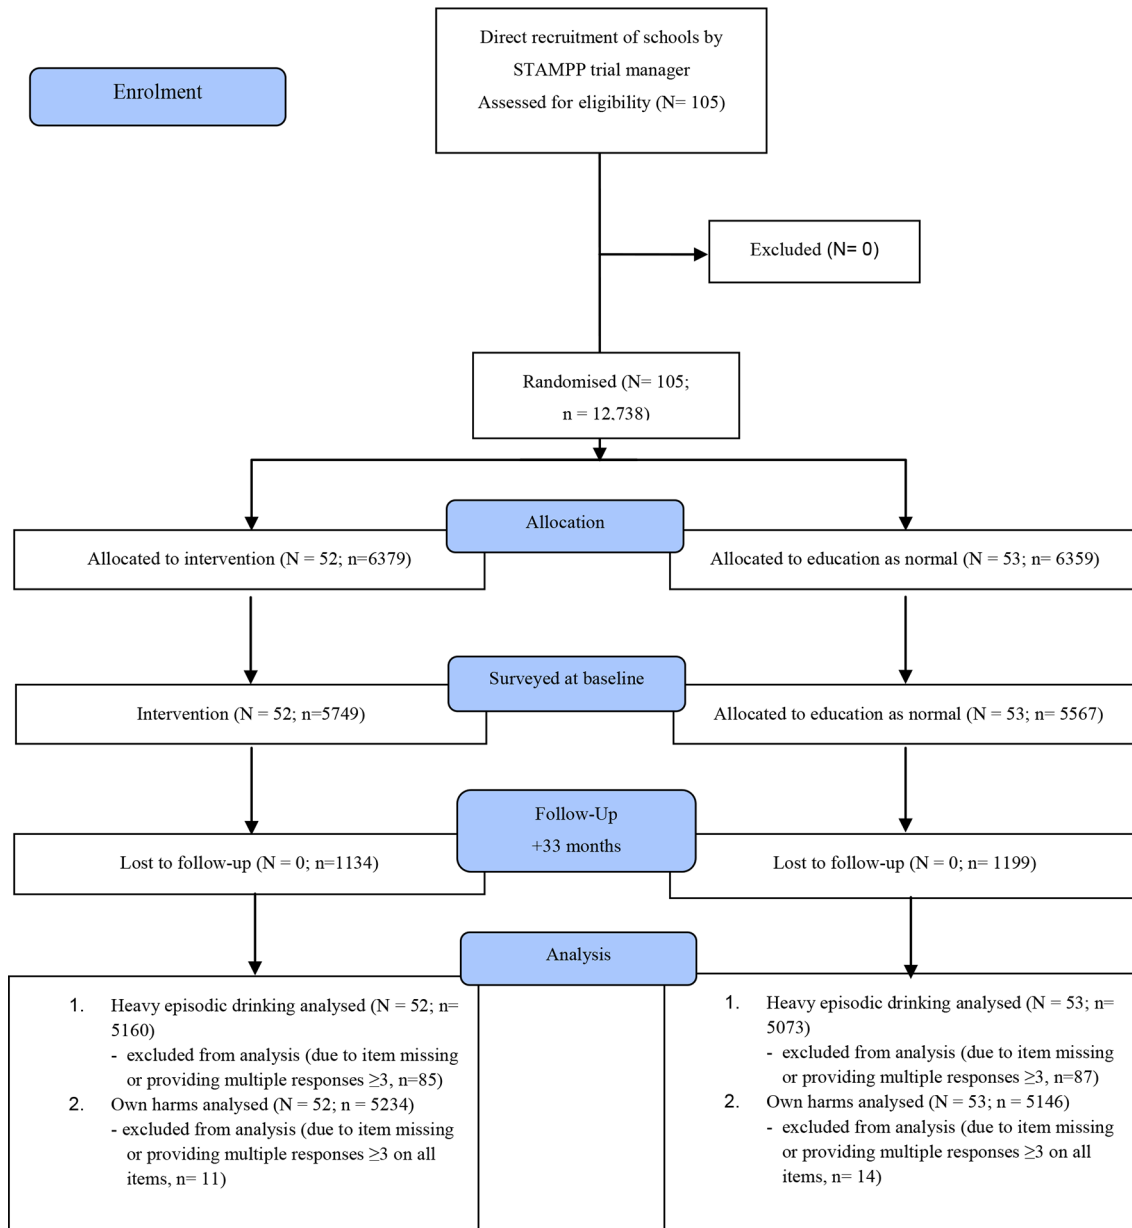 Direct recruitment of schools by
STAMPP trial manager
Assessed for eligibility (N= 105)
Enrolment
Excluded (N= 0)
Randomised (N= 105;
n = 12,738)
Allocation
Allocated to intervention (N = 52; n=6379)
Allocated to education as normal (N = 53; n= 6359)
Surveyed at baseline
Intervention (N = 52; n=5749)
Allocated to education as normal (N = 53; n= 5567)
Follow-Up
+33 months
Lost to follow-up (N = 0; n=1134)
Lost to follow-up (N = 0; n= 1199)
Analysis
1. Heavy episodic drinking analysed (N = 52; n=
5160)
- excluded from analysis (due to item missing
or providing multiple responses ≥3, n=85)
2. Own harms analysed (N = 52; n = 5234)
- excluded from analysis (due to item missing
or providing multiple responses ≥3 on all
items, n= 11)
1. Heavy episodic drinking analysed (N = 53; n=
5073)
- excluded from analysis (due to item missing
or providing multiple responses ≥3, n=87)
2. Own harms analysed (N = 53; n = 5146)
- excluded from analysis (due to item missing
or providing multiple responses ≥3 on all
items, n= 14)